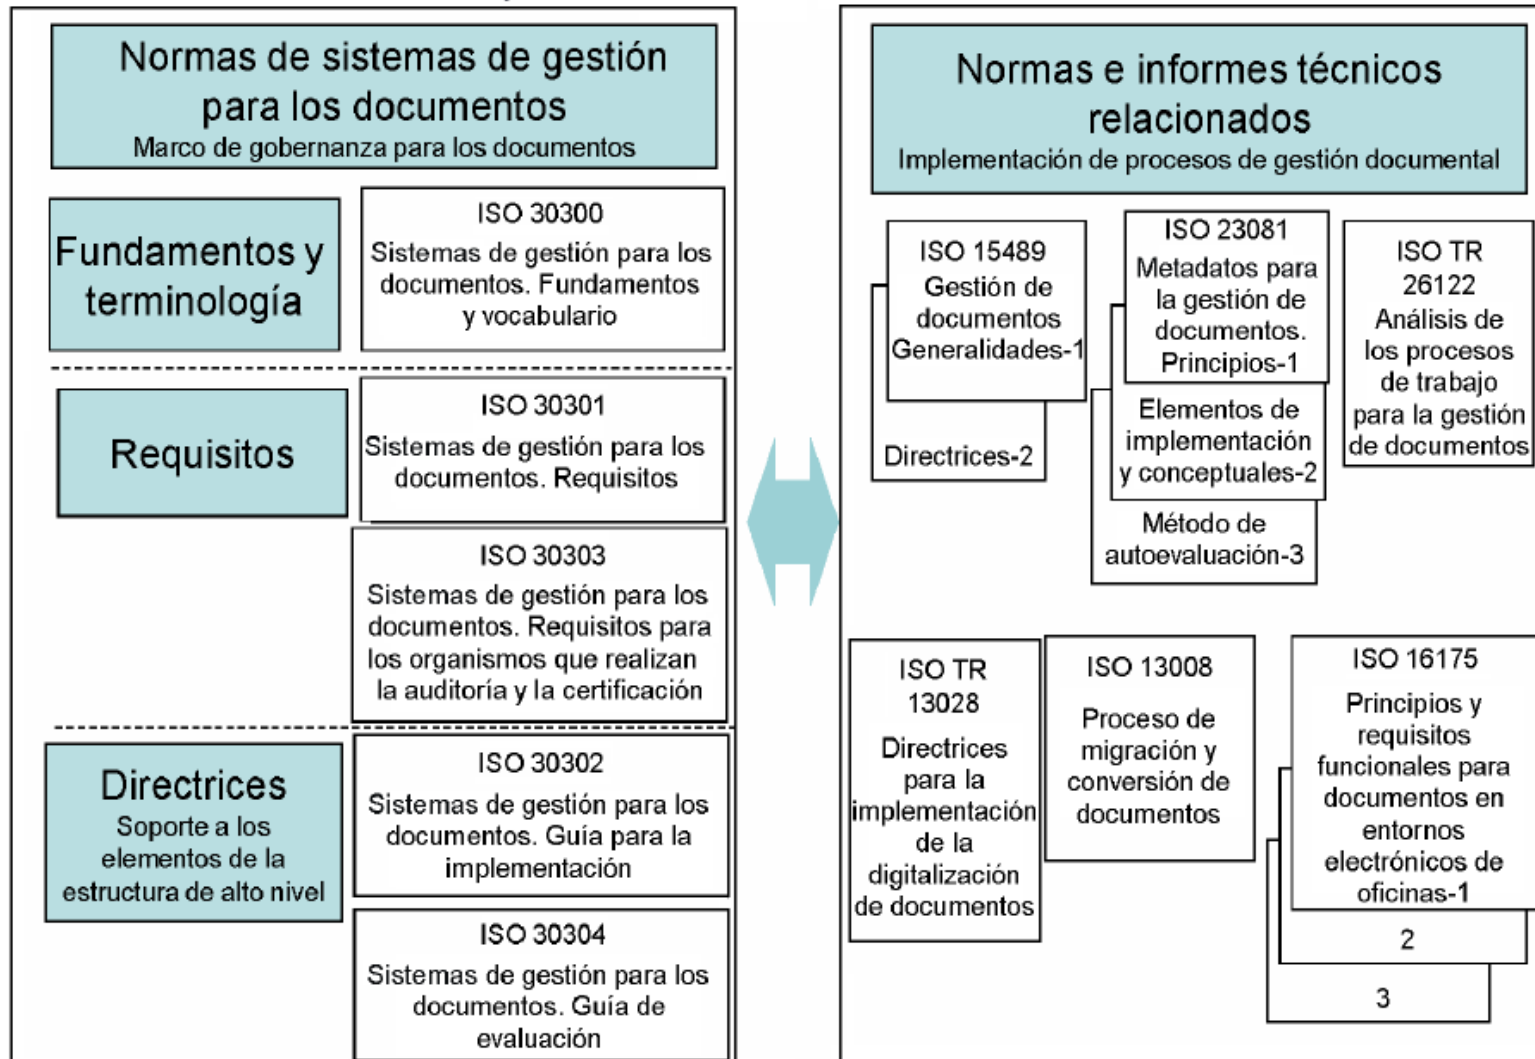 Normas de sistemas de gestión
para los documentos
Marco de gobernanza para los documentos
Fundamentos y
terminología
ISO 30300
Sistemas de gestión para los
documentos. Fundamentos
y vocabulario
Requisitos
ISO 30301
Sistemas de gestión para los
documentos. Requisitos
ISO 30303
Sistemas de gestión para los
documentos. Requisitos para
los organismos que realizan
la auditoría y la certificación
Directrices
Soporte a los
elementos de la
estructura de alto nivel
ISO 30302
Sistemas de gestión para los
documentos. Guía para la
implementación
ISO 30304
Sistemas de gestión para los
documentos. Guía de
evaluación
Normas e informes técnicos
relacionados
Implementación de procesos de gestión documental
ISO 15489
Gestión de
documentos
Generalidades-1
Directrices-2
ISO 23081
Metadatos para
la gestión de
documentos.
Principios-1
Elementos de
implementación
y conceptuales-2
Método de
autoevaluación-3
ISO TR
26122
Análisis de
los procesos
de trabajo
para la gestión
de documentos
ISO TR
13028
Directrices
para la
implementación
de la
digitalización
de documentos
ISO 13008
Proceso de
migración y
conversión de
documentos
ISO 16175
Principios y
requisitos
funcionales para
documentos en
entornos
electrónicos de
oficinas-1
2
3